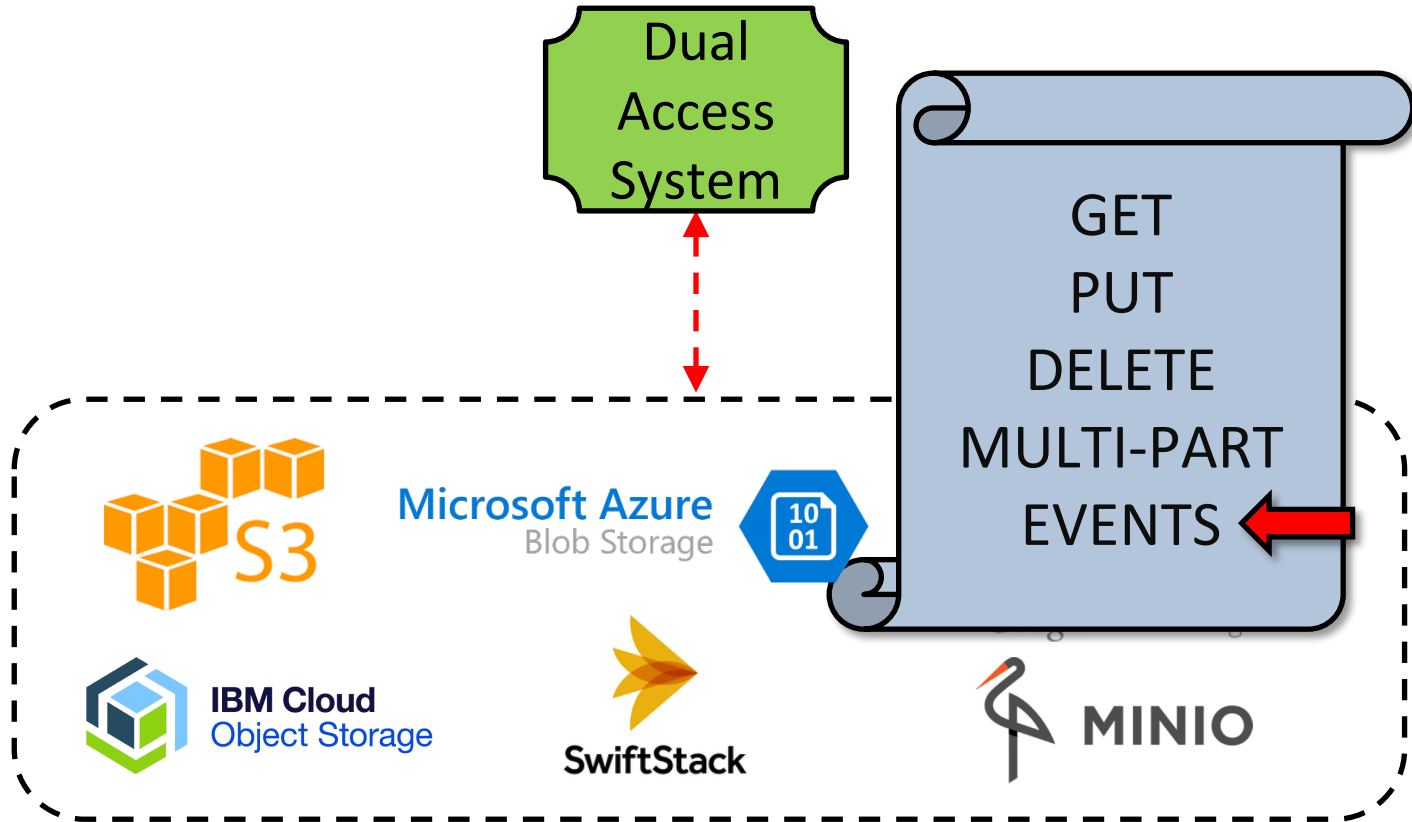 Dual
Access
System
GET
PUT
DELETE
MULTI-PART
EVENTS
S3
Microsoft Azure
Blob Storage
10
01
IBM Cloud
Object Storage
SwiftStack
MINIO